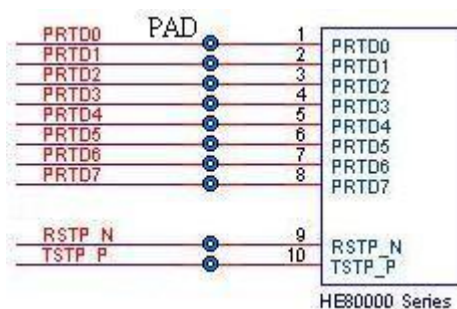 PAD
PRTD0 1 PRTD0
PRTD1 2 PRTD1
PRTD2 3 PRTD2
PRTD3 4 PRTD3
PRTD4 5 PRTD4
PRTD5 6 PRTD5
PRTD6 7 PRTD6
PRTD7 8 PRTD7
RSTP_N 9 RSTP_N
TSTP_P 10 TSTP_P
HE80000 Series